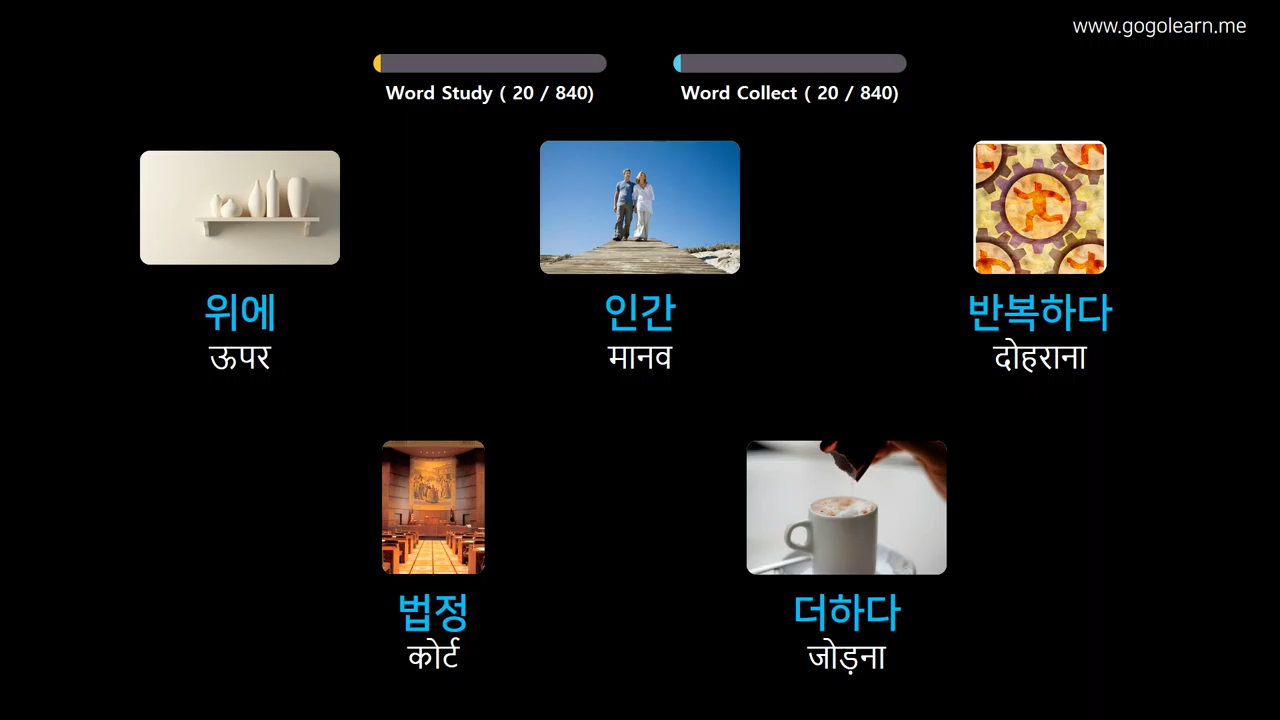 www.gogolearn.me
Word Study ( 20 / 840)
Word Collect ( 20 / 840)
위에
ऊपर
인간
मानव
반복하다
दोहराना
법정
कोर्ट
더하다
जोड़ना